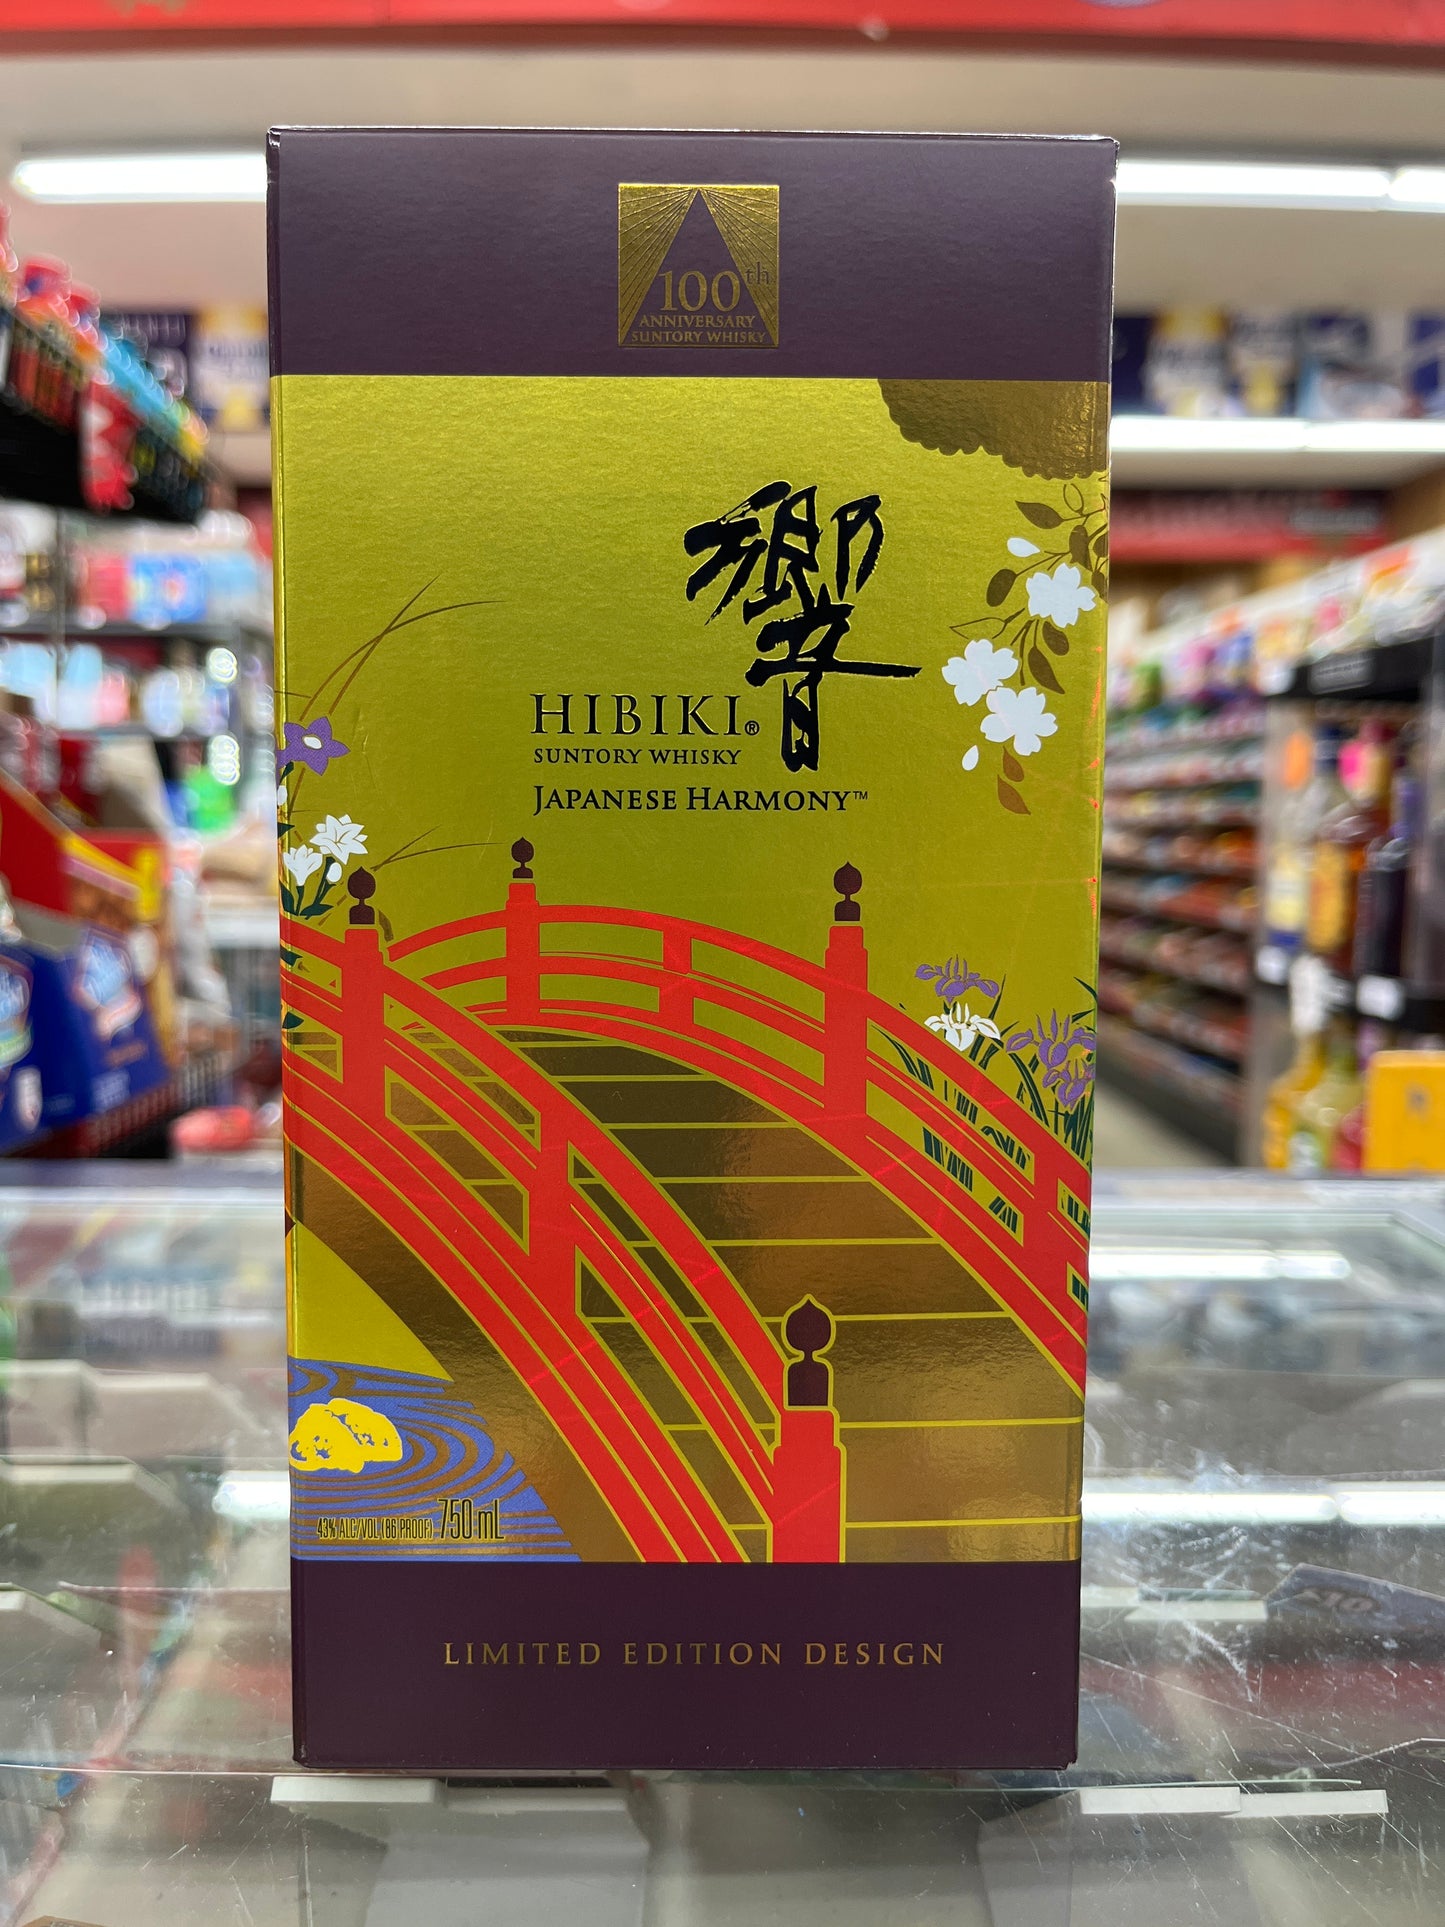 100th
ANNIVERSARY
SUNTORY WHISKY
響
HIBIKI®
SUNTORY WHISKY
JAPANESE HARMONY™
43% ALC/VOL (86 PROOF) 750 mL
LIMITED EDITION DESIGN